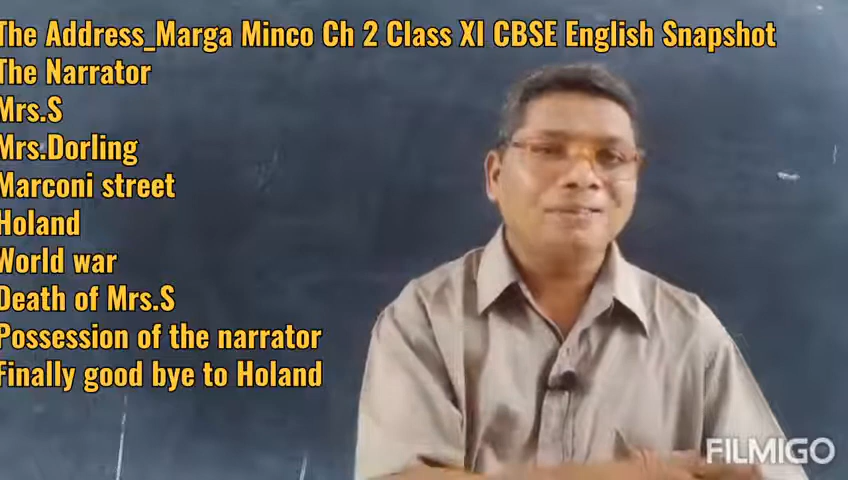 The Address_Marga Minco Ch 2 Class XI CBSE English Snapshot
The Narrator
Mrs.S
Mrs.Dorling
Marconi street
Holand
World war
Death of Mrs.S
Possession of the narrator
Finally good bye to Holand
FILMIGO